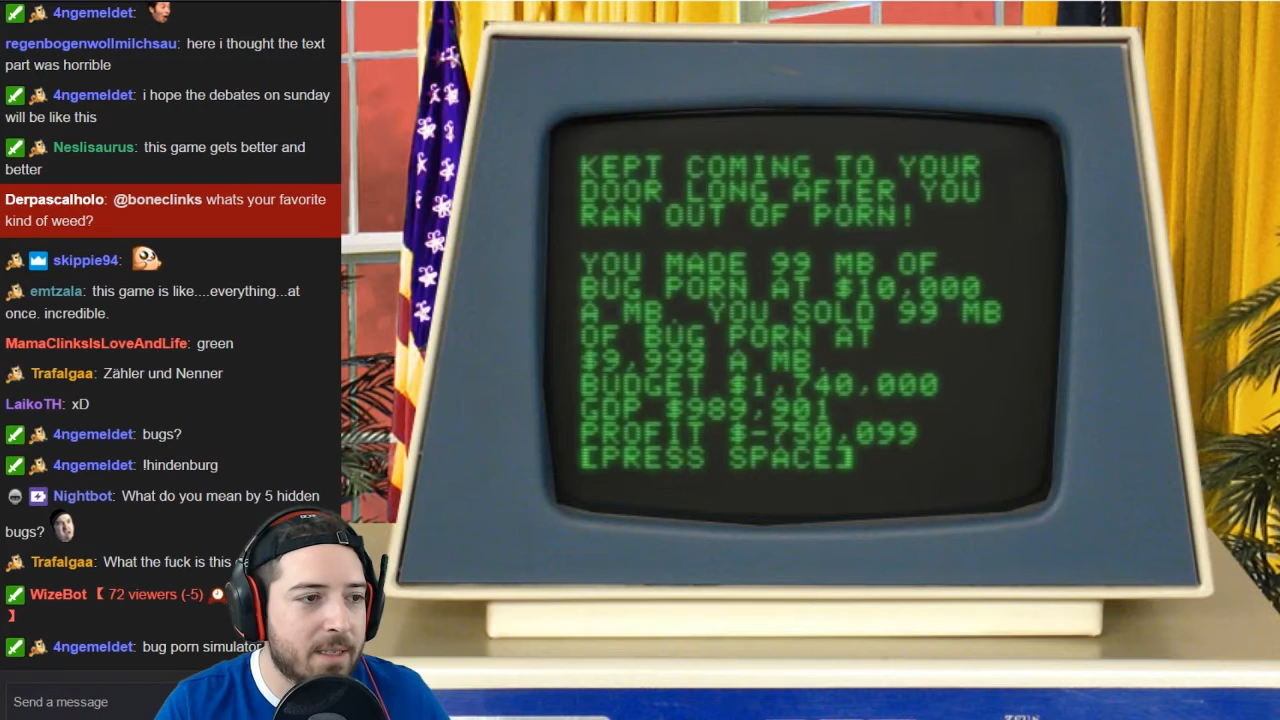 4ngemeldet:
regenbogenwollmilchsau: here i thought the text
part was horrible
4ngemeldet: i hope the debates on sunday
will be like this
Neslisaurus: this game gets better and
better
Derpascalholo: @boneclinks whats your favorite
kind of weed?
skippie94:
emtzala: this game is like....everything...at
once. incredible.
MamaClinksIsLoveAndLife: green
Trafalgaa: Zähler und Nenner
LaikoTH: xD
4ngemeldet: bugs?
4ngemeldet: !hindenburg
Nightbot: What do you mean by 5 hidden
bugs?
Trafalgaa: What the fuck is this
WizeBot 【 72 viewers (-5)
】
4ngemeldet: bug porn simulator
Send a message
KEPT COMING TO YOUR
DOOR LONG AFTER YOU
RAN OUT OF PORN!
YOU MADE 99 MB OF
BUG PORN AT $10,000
A MB. YOU SOLD 99 MB
OF BUG PORN AT
$9,999 A MB.
BUDGET $1,740,000
GDP $989,901
PROFIT $-750,099
[PRESS SPACE]